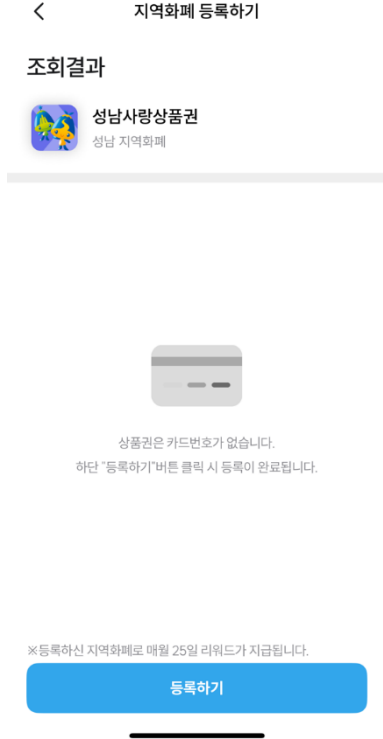 지역화폐 등록하기
조회결과
성남사랑상품권
성남 지역화폐
상품권은 카드번호가 없습니다.
하단 "등록하기"버튼 클릭 시 등록이 완료됩니다.
※등록하신 지역화폐로 매월 25일 리워드가 지급됩니다.
등록하기